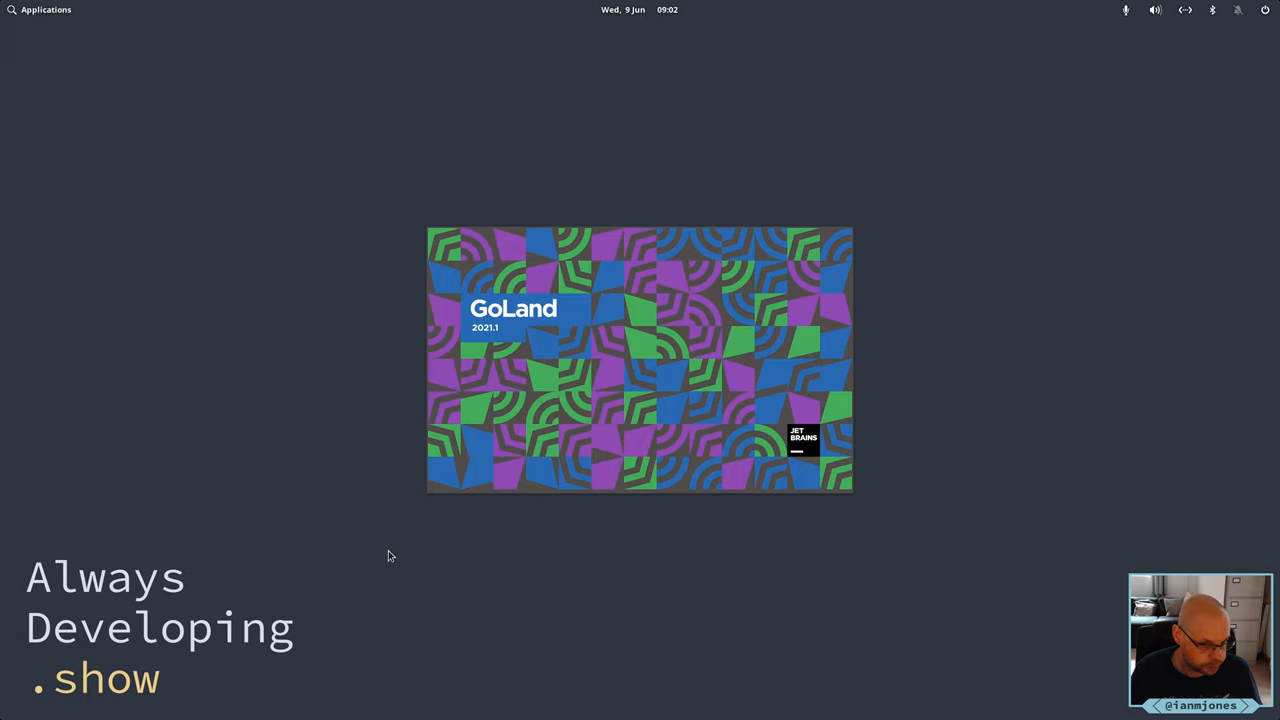 Applications
Wed, 9 Jun 09:02
GoLand
2021.1
JET
BRAINS
Always
Developing
.show
@ianmjones